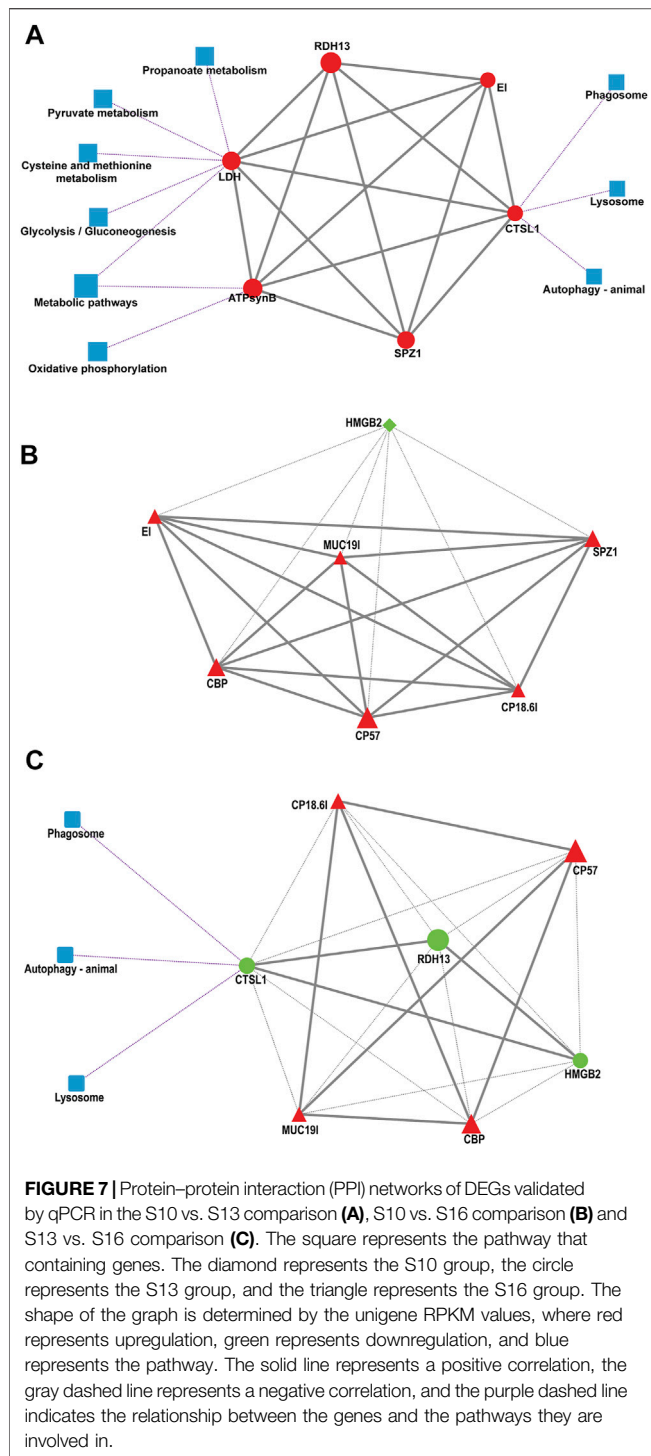 A
RDH13
Propanoate metabolism
EI
Phagosome
Pyruvate metabolism
Cysteine and methionine
metabolism
LDH
Lysosome
CTSL1
Glycolysis / Gluconeogenesis
Autophagy - animal
Metabolic pathways
ATPsynB
SPZ1
Oxidative phosphorylation
HMGB2
B
EI
MUC19l
SPZ1
CBP
CP18.6l
CP57
C
CP18.6l
Phagosome
CP57
RDH13
Autophagy - animal
CTSL1
HMGB2
Lysosome
MUC19l
CBP
FIGURE 7 | Protein–protein interaction (PPI) networks of DEGs validated
by qPCR in the S10 vs. S13 comparison (A), S10 vs. S16 comparison (B) and
S13 vs. S16 comparison (C). The square represents the pathway that
containing genes. The diamond represents the S10 group, the circle
represents the S13 group, and the triangle represents the S16 group. The
shape of the graph is determined by the unigene RPKM values, where red
represents upregulation, green represents downregulation, and blue
represents the pathway. The solid line represents a positive correlation, the
gray dashed line represents a negative correlation, and the purple dashed line
indicates the relationship between the genes and the pathways they are
involved in.